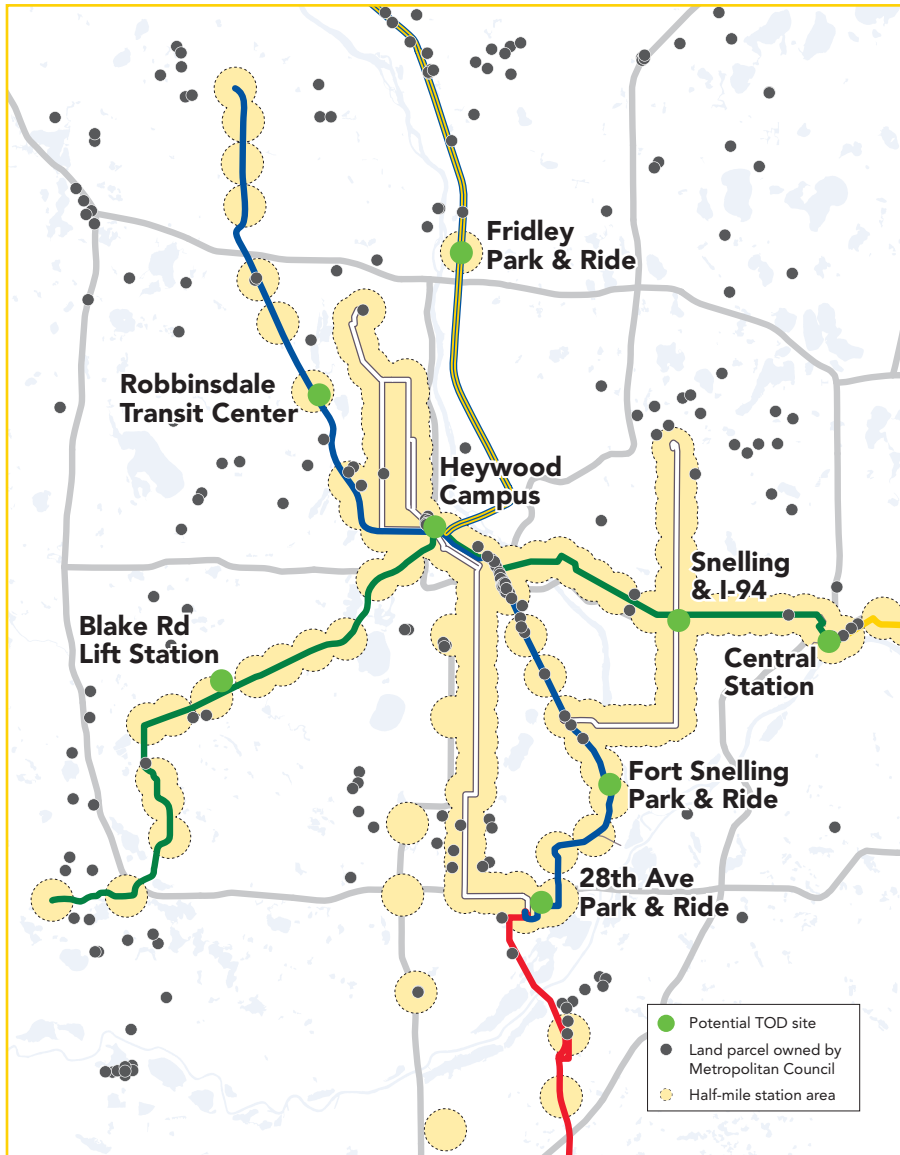 Fridley
Park & Ride
Robbinsdale
Transit Center
Heywood
Campus
Snelling
& I-94
Blake Rd
Lift Station
Central
Station
Fort Snelling
Park & Ride
28th Ave
Park & Ride
Potential TOD site
Land parcel owned by
Metropolitan Council
Half-mile station area